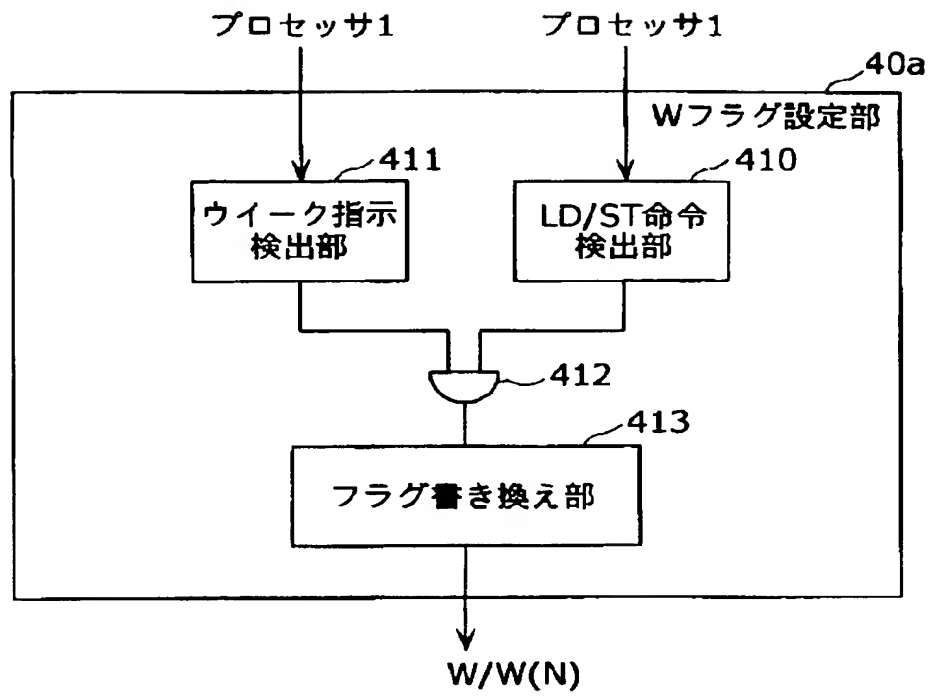 プロセッサ1
プロセッサ1
40a
Wフラグ設定部
411
410
ウイーク指示
検出部
LD/ST命令
検出部
412
413
フラグ書き換え部
W/W(N)